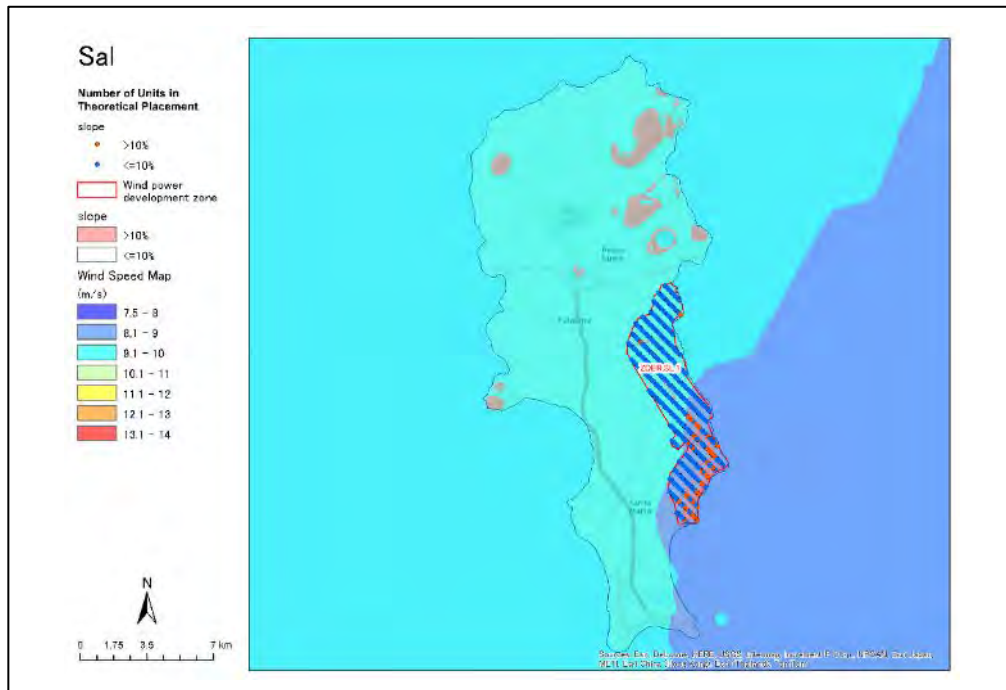 Sal
Number of Units in
Theoretical Placement
slope
>10%
<=10%
Wind power
development zone
slope
>10%
<=10%
Wind Speed Map
(m/s)
7.5 - 8
8.1 - 9
9.1 - 10
10.1 - 11
11.1 - 12
12.1 - 13
13.1 - 14
N
0 1.75 3.5 7 km
Santa
Maria